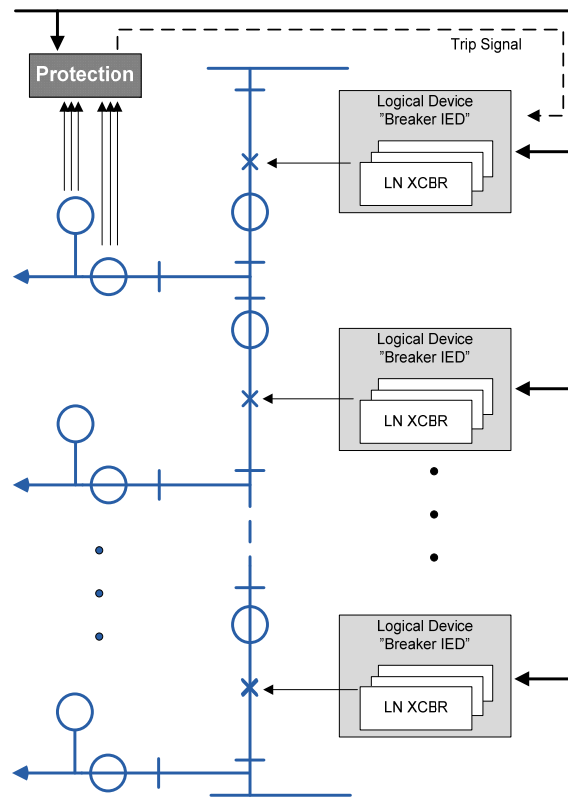 Trip Signal
Protection
Logical Device
"Breaker IED"
LN XCBR
Logical Device
"Breaker IED"
LN XCBR
Logical Device
"Breaker IED"
LN XCBR